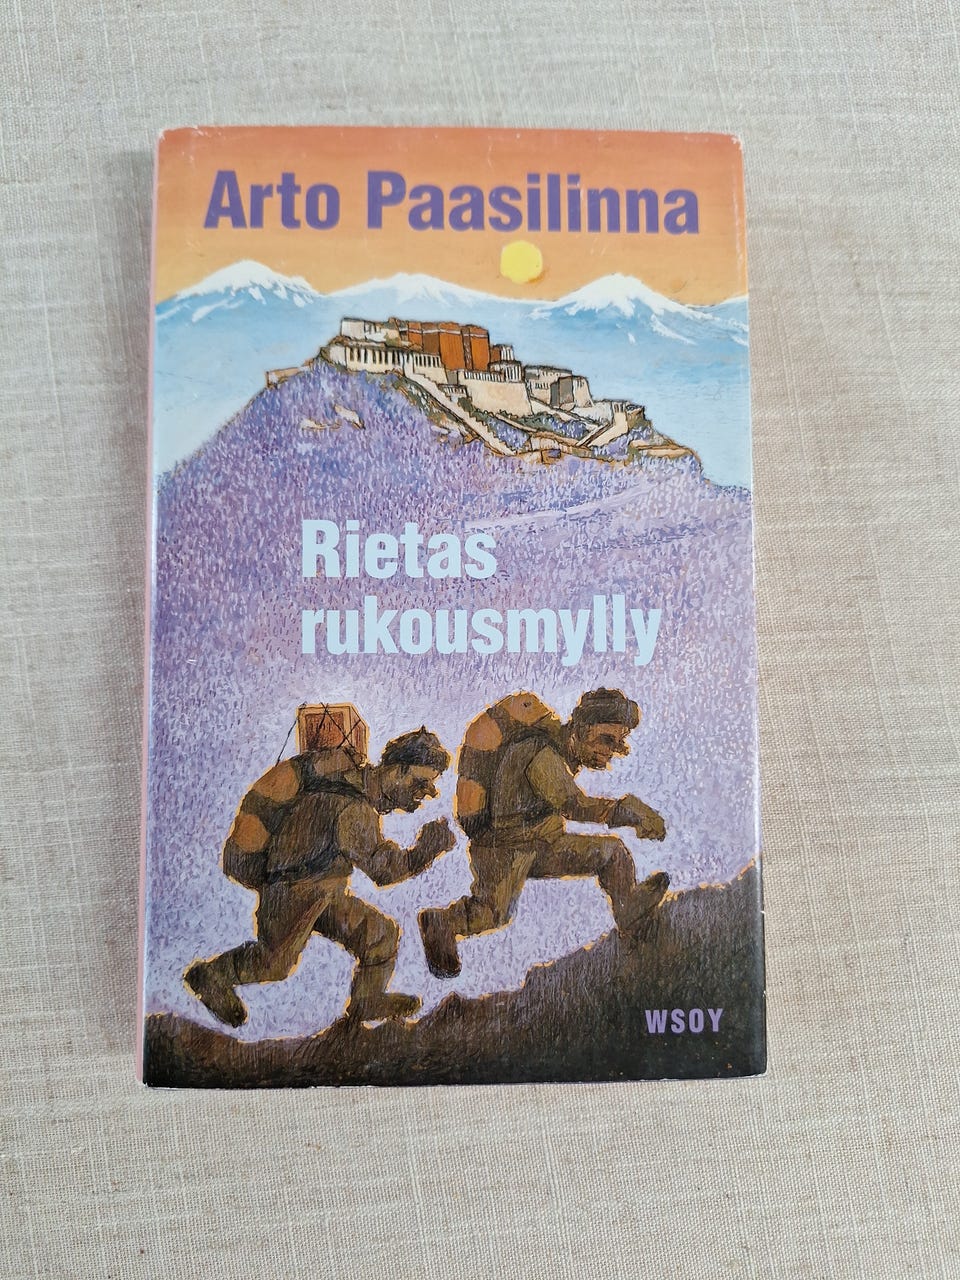 Arto Paasilinna
Rietas
rukousmylly
WSOY